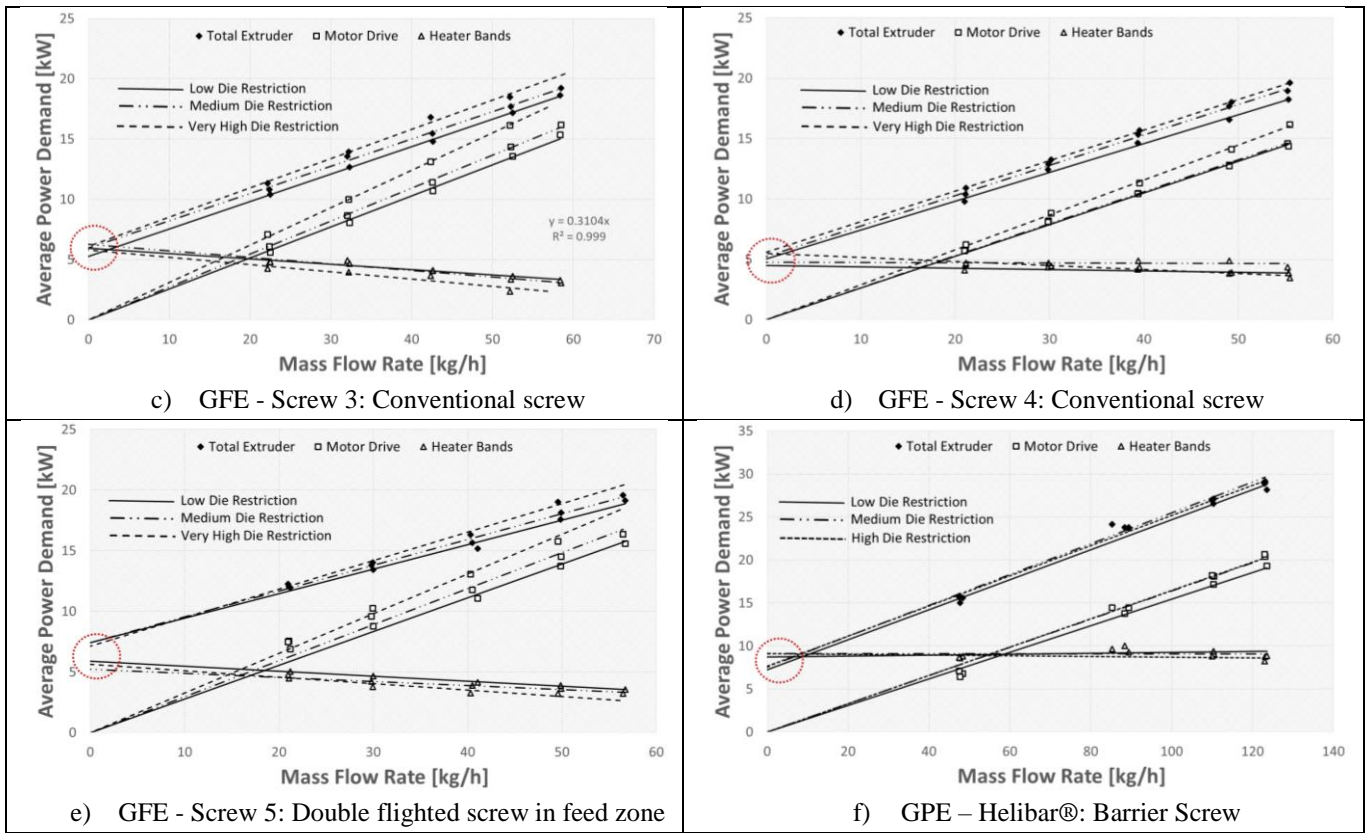 25
20
15
10
5
0
Average Power Demand [kW]
◆ Total Extruder □ Motor Drive △ Heater Bands
Low Die Restriction
Medium Die Restriction
Very High Die Restriction
y = 0.3104x
R² = 0.999
0 10 20 30 40 50 60 70
Mass Flow Rate [kg/h]
c) GFE - Screw 3: Conventional screw
25
20
15
10
5
0
Average Power Demand [kW]
◆ Total Extruder □ Motor Drive △ Heater Bands
Low Die Restriction
Medium Die Restriction
Very High Die Restriction
0 10 20 30 40 50 60
Mass Flow Rate [kg/h]
d) GFE - Screw 4: Conventional screw
25
20
15
10
5
0
Average Power Demand [kW]
◆ Total Extruder □ Motor Drive △ Heater Bands
Low Die Restriction
Medium Die Restriction
Very High Die Restriction
0 10 20 30 40 50 60
Mass Flow Rate [kg/h]
e) GFE - Screw 5: Double flighted screw in feed zone
35
30
25
20
15
10
5
0
Average Power Demand [kW]
◆ Total Extruder □ Motor Drive △ Heater Bands
Low Die Restriction
Medium Die Restriction
High Die Restriction
0 20 40 60 80 100 120 140
Mass Flow Rate [kg/h]
f) GPE – Helibar®: Barrier Screw